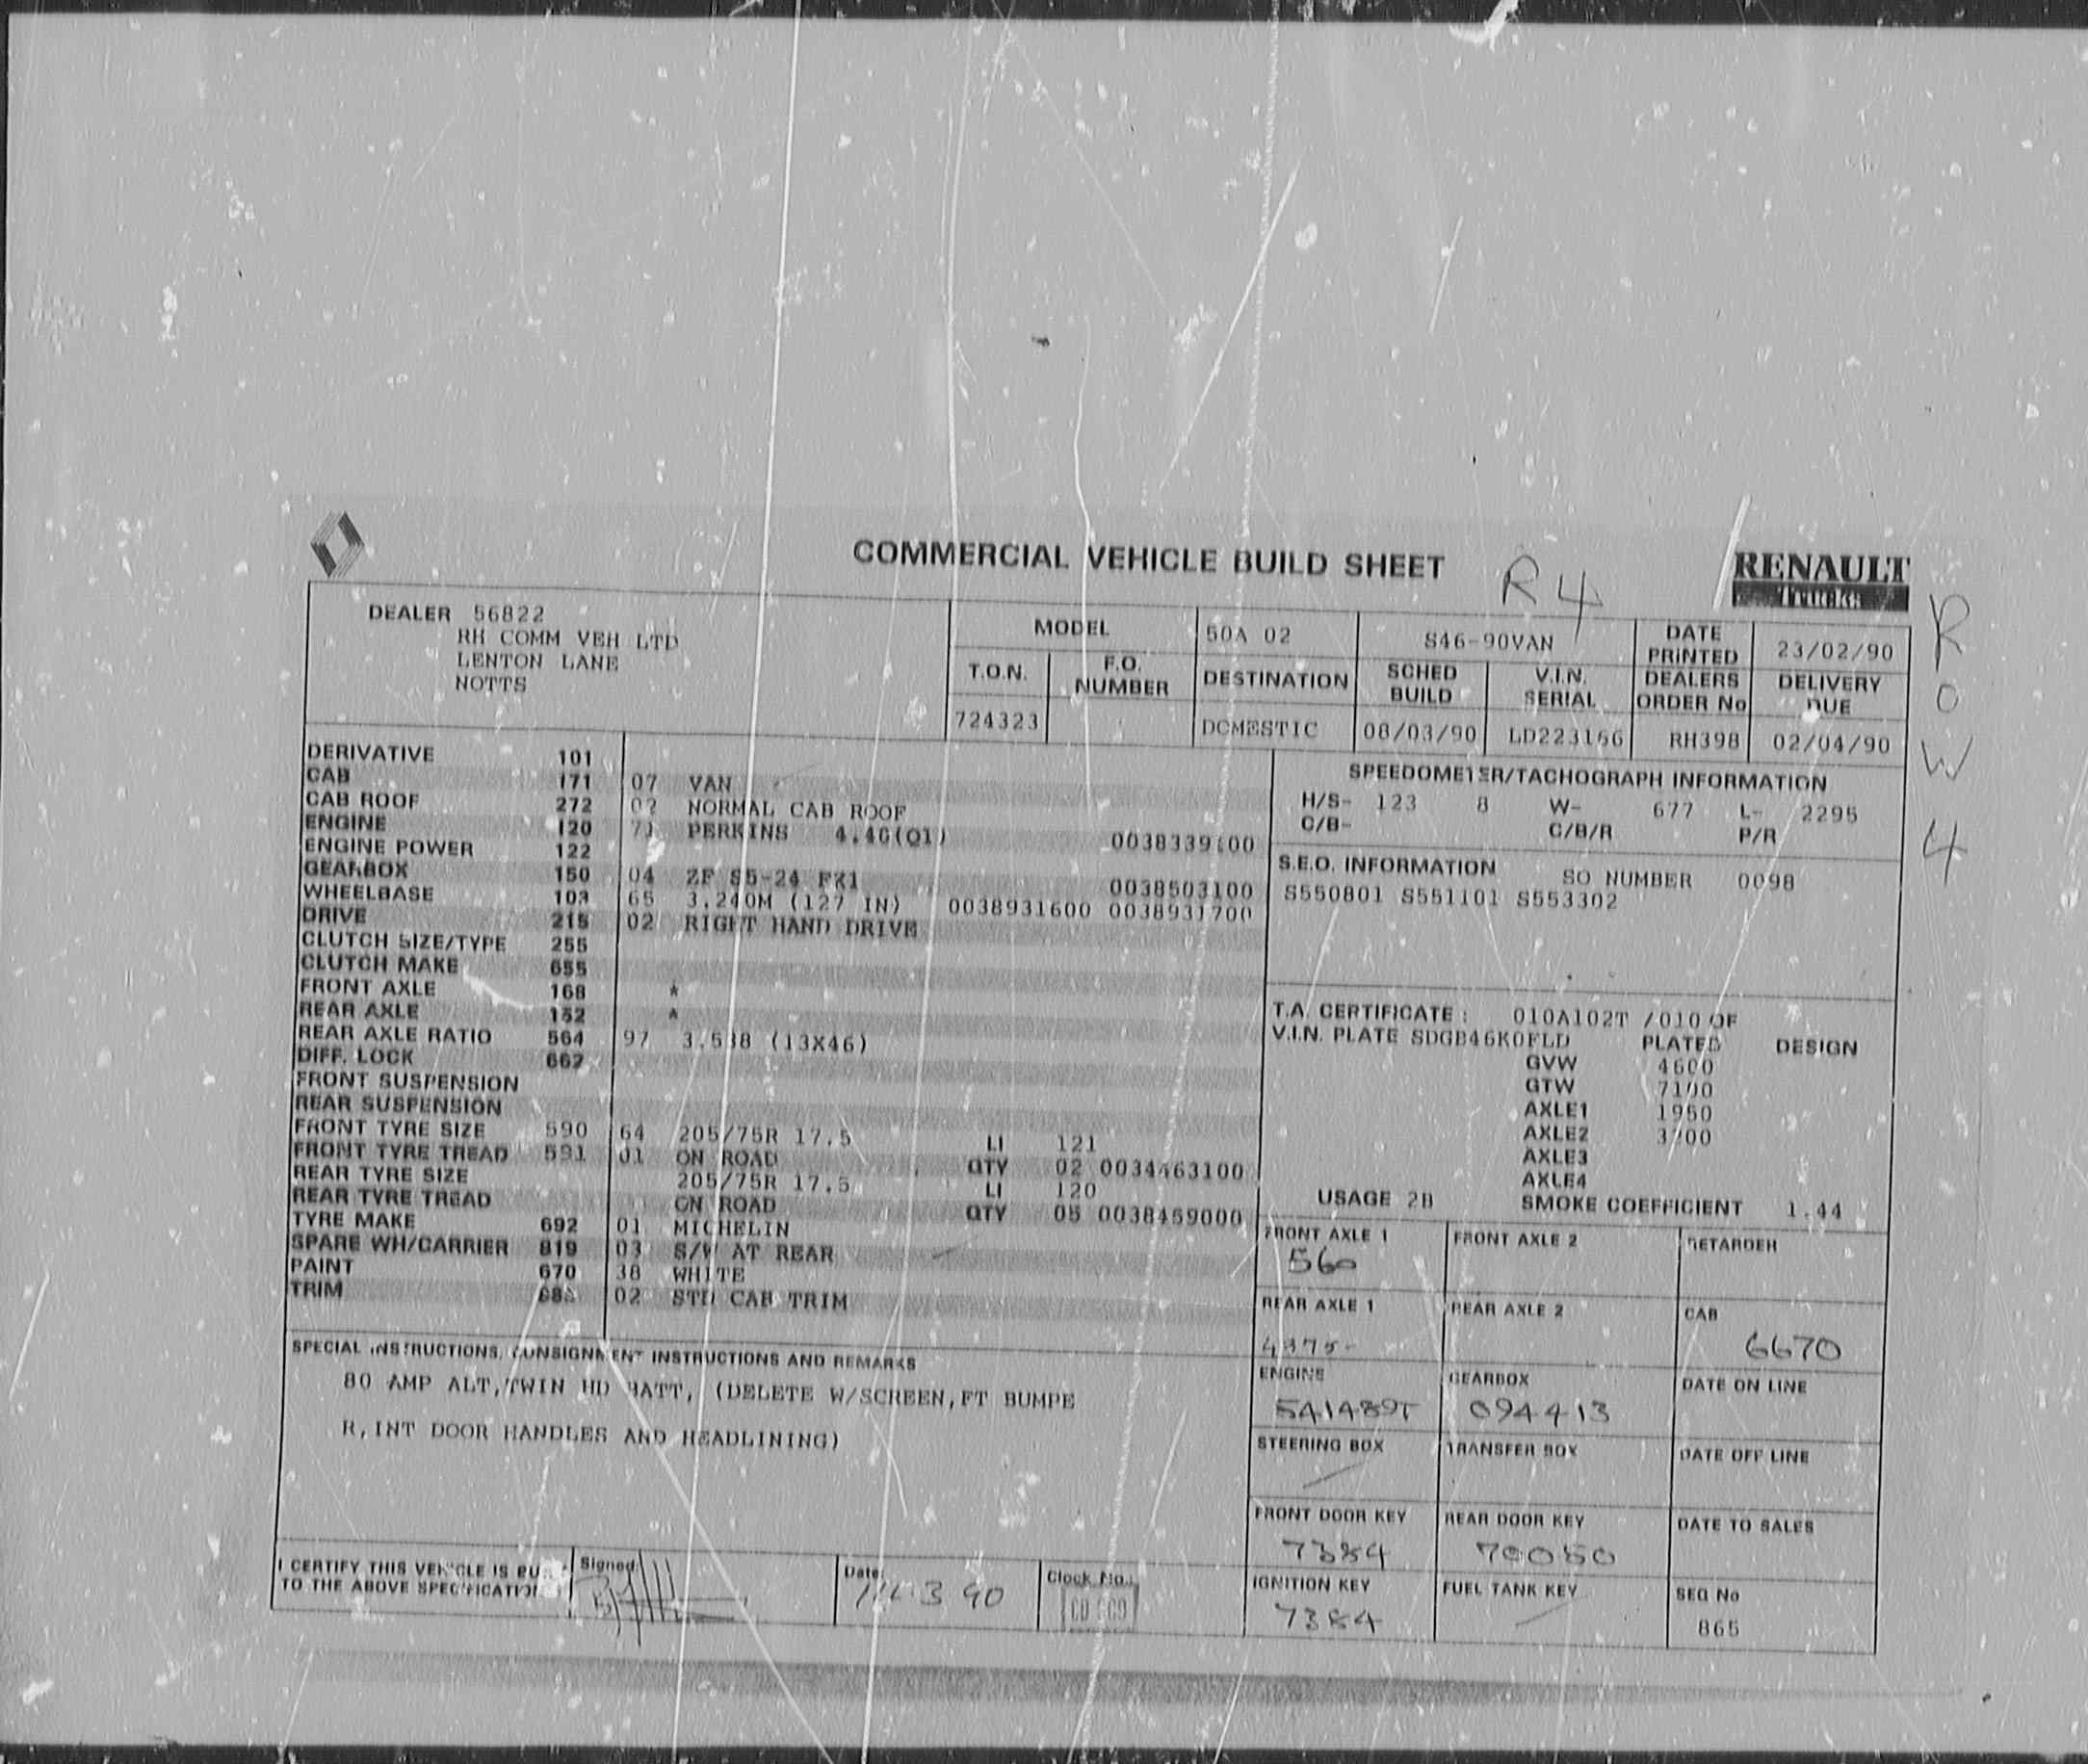 COMMERCIAL VEHICLE BUILD SHEET
R4
RENAULT
TRUCKS
ROW 4
DEALER 56822
RH COMM VEH LTD
LENTON LANE
NOTTS
MODEL 50A 02 S46-90VAN DATE PRINTED 23/02/90
T.O.N. F.O. NUMBER DESTINATION SCHED BUILD V.I.N. SERIAL DEALERS ORDER No DELIVERY DUE
724323 DOMESTIC 08/03/90 LD223166 RH398 02/04/90
DERIVATIVE 101
CAB 171 07 VAN
CAB ROOF 272 02 NORMAL CAB ROOF
ENGINE 120 71 PERKINS 4.40(Q1)
ENGINE POWER 122
GEARBOX 150 04 ZF S5-24 0038503100
WHEELBASE 103 65 3.240M (127 IN) 0038931600 0038931700
DRIVE 215 02 RIGHT HAND DRIVE
CLUTCH SIZE/TYPE 255
CLUTCH MAKE 655
FRONT AXLE 168 *
REAR AXLE 152 *
REAR AXLE RATIO 564 97 3.538 (13X46)
DIFF. LOCK 662
FRONT SUSPENSION
REAR SUSPENSION
FRONT TYRE SIZE 590 64 205/75R 17.5 LI 121
FRONT TYRE TREAD 591 01 ON ROAD QTY 02 0034463100
REAR TYRE SIZE 205/75R 17.5 LI 120
REAR TYRE TREAD ON ROAD QTY 05 0038459000
TYRE MAKE 692 01 MICHELIN
SPARE WH/CARRIER 819 03 S/W AT REAR
PAINT 670 38 WHITE
TRIM 02 STD CAB TRIM
SPEEDOMETER/TACHOGRAPH INFORMATION
H/S- 123 8 W- 677 L- 2295
C/B- C/B/R P/R
S.E.O. INFORMATION SO NUMBER 0098
S550801 S551101 S553302
T.A. CERTIFICATE : 010A102T /010 OF
V.I.N. PLATE SDGB46K0FLD PLATED DESIGN
GVW 4600
GTW 7100
AXLE1 1950
AXLE2 3200
AXLE3
AXLE4
USAGE 2B SMOKE COEFFICIENT 1.44
FRONT AXLE 1 FRONT AXLE 2 RETARDER
560
REAR AXLE 1 REAR AXLE 2 CAB
4375 6670
ENGINE GEARBOX DATE ON LINE
094413
STEERING BOX TRANSFER BOX DATE OFF LINE
FRONT DOOR KEY REAR DOOR KEY DATE TO SALES
7384 70050
IGNITION KEY FUEL TANK KEY SEQ No
7384 865
SPECIAL INSTRUCTIONS, CONSIGNMENT INSTRUCTIONS AND REMARKS
80 AMP ALT,TWIN HD BATT, (DELETE W/SCREEN,FT BUMPE
R,INT DOOR HANDLES AND HEADLINING)
I CERTIFY THIS VEHICLE IS BUILT
TO THE ABOVE SPECIFICATION
Signed:
Date: 14.3 90
Clock No.: